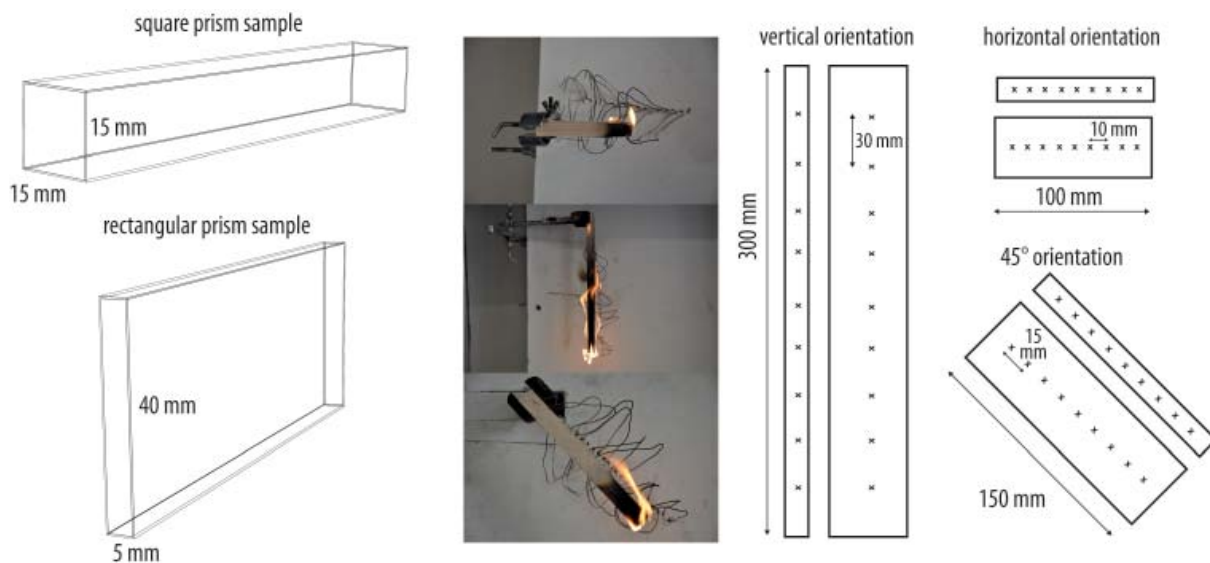 square prism sample
15 mm
15 mm
rectangular prism sample
40 mm
5 mm
vertical orientation
300 mm
30 mm
horizontal orientation
10 mm
100 mm
45° orientation
15
mm
150 mm